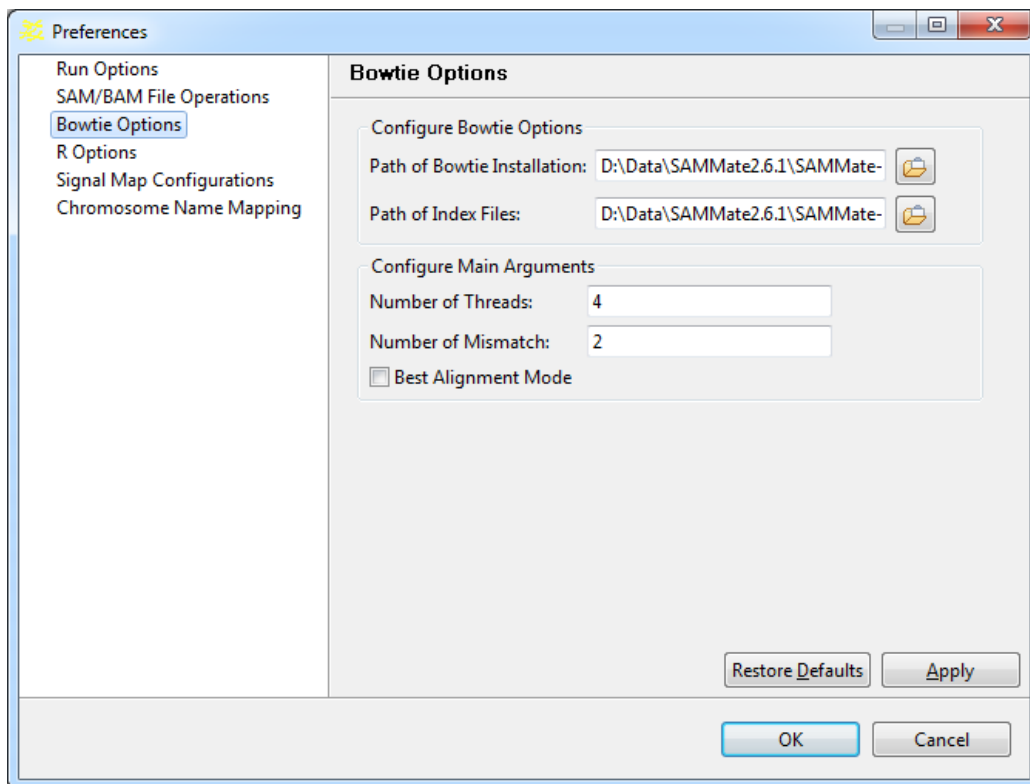 Preferences
Run Options
SAM/BAM File Operations
Bowtie Options
R Options
Signal Map Configurations
Chromosome Name Mapping
Bowtie Options
Configure Bowtie Options
Path of Bowtie Installation: D:\Data\SAMMate2.6.1\SAMMate-
Path of Index Files: D:\Data\SAMMate2.6.1\SAMMate-
Configure Main Arguments
Number of Threads: 4
Number of Mismatch: 2
Best Alignment Mode
Restore Defaults Apply
OK Cancel